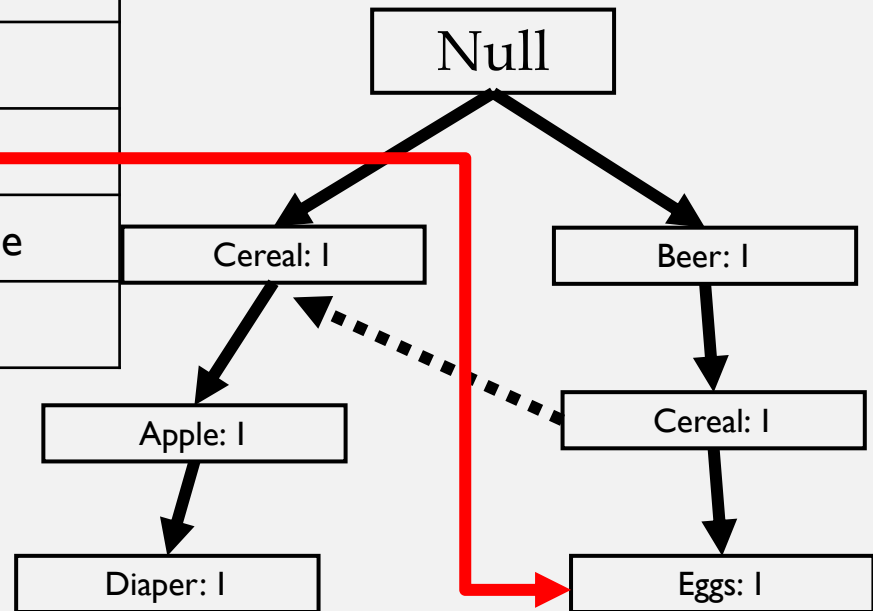 Null
e
Cereal: 1
Beer: 1
Apple: 1
Cereal: 1
Diaper: 1
Eggs: 1